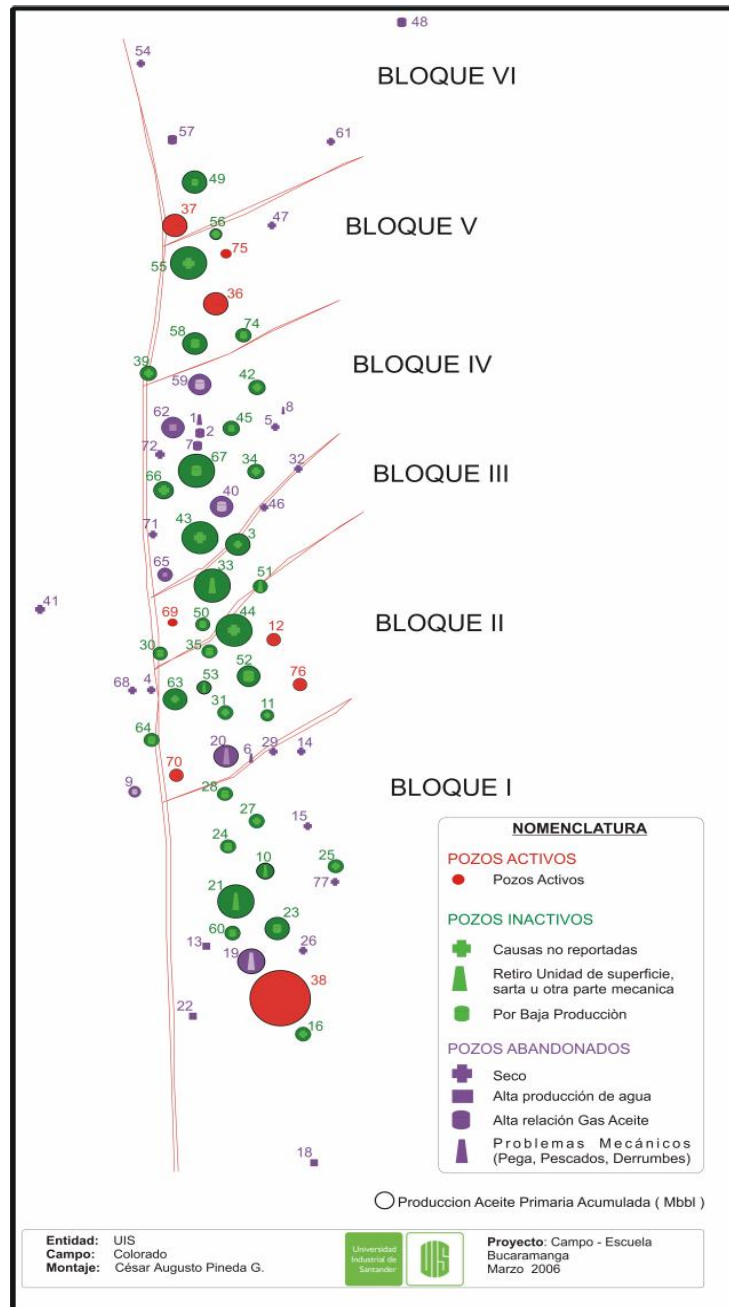 48
54
BLOQUE VI
57
61
49
37
56
47
BLOQUE V
75
55
36
58
74
39
BLOQUE IV
59
42
62
1
2
45
5
8
7
72
67
34
32
BLOQUE III
66
40
46
43
3
71
33
51
65
41
69
50
44
12
BLOQUE II
30
35
52
76
53
68
4
63
31
11
64
20
6
29
14
70
BLOQUE I
9
28
27
15
24
10
25
77
21
23
60
13
19
26
38
22
16
18
NOMENCLATURA
POZOS ACTIVOS
Pozos Activos
POZOS INACTIVOS
Causas no reportadas
Retiro Unidad de superficie,
sarta u otra parte mecanica
Por Baja Producciòn
POZOS ABANDONADOS
Seco
Alta producción de agua
Alta relación Gas Aceite
Problemas Mecánicos
(Pega, Pescados, Derrumbes)
Produccion Aceite Primaria Acumulada ( Mbbl )
Entidad: UIS
Campo: Colorado
Montaje: César Augusto Pineda G.
Universidad
Industrial de
Santander
UIS
Proyecto: Campo - Escuela
Bucaramanga
Marzo 2006